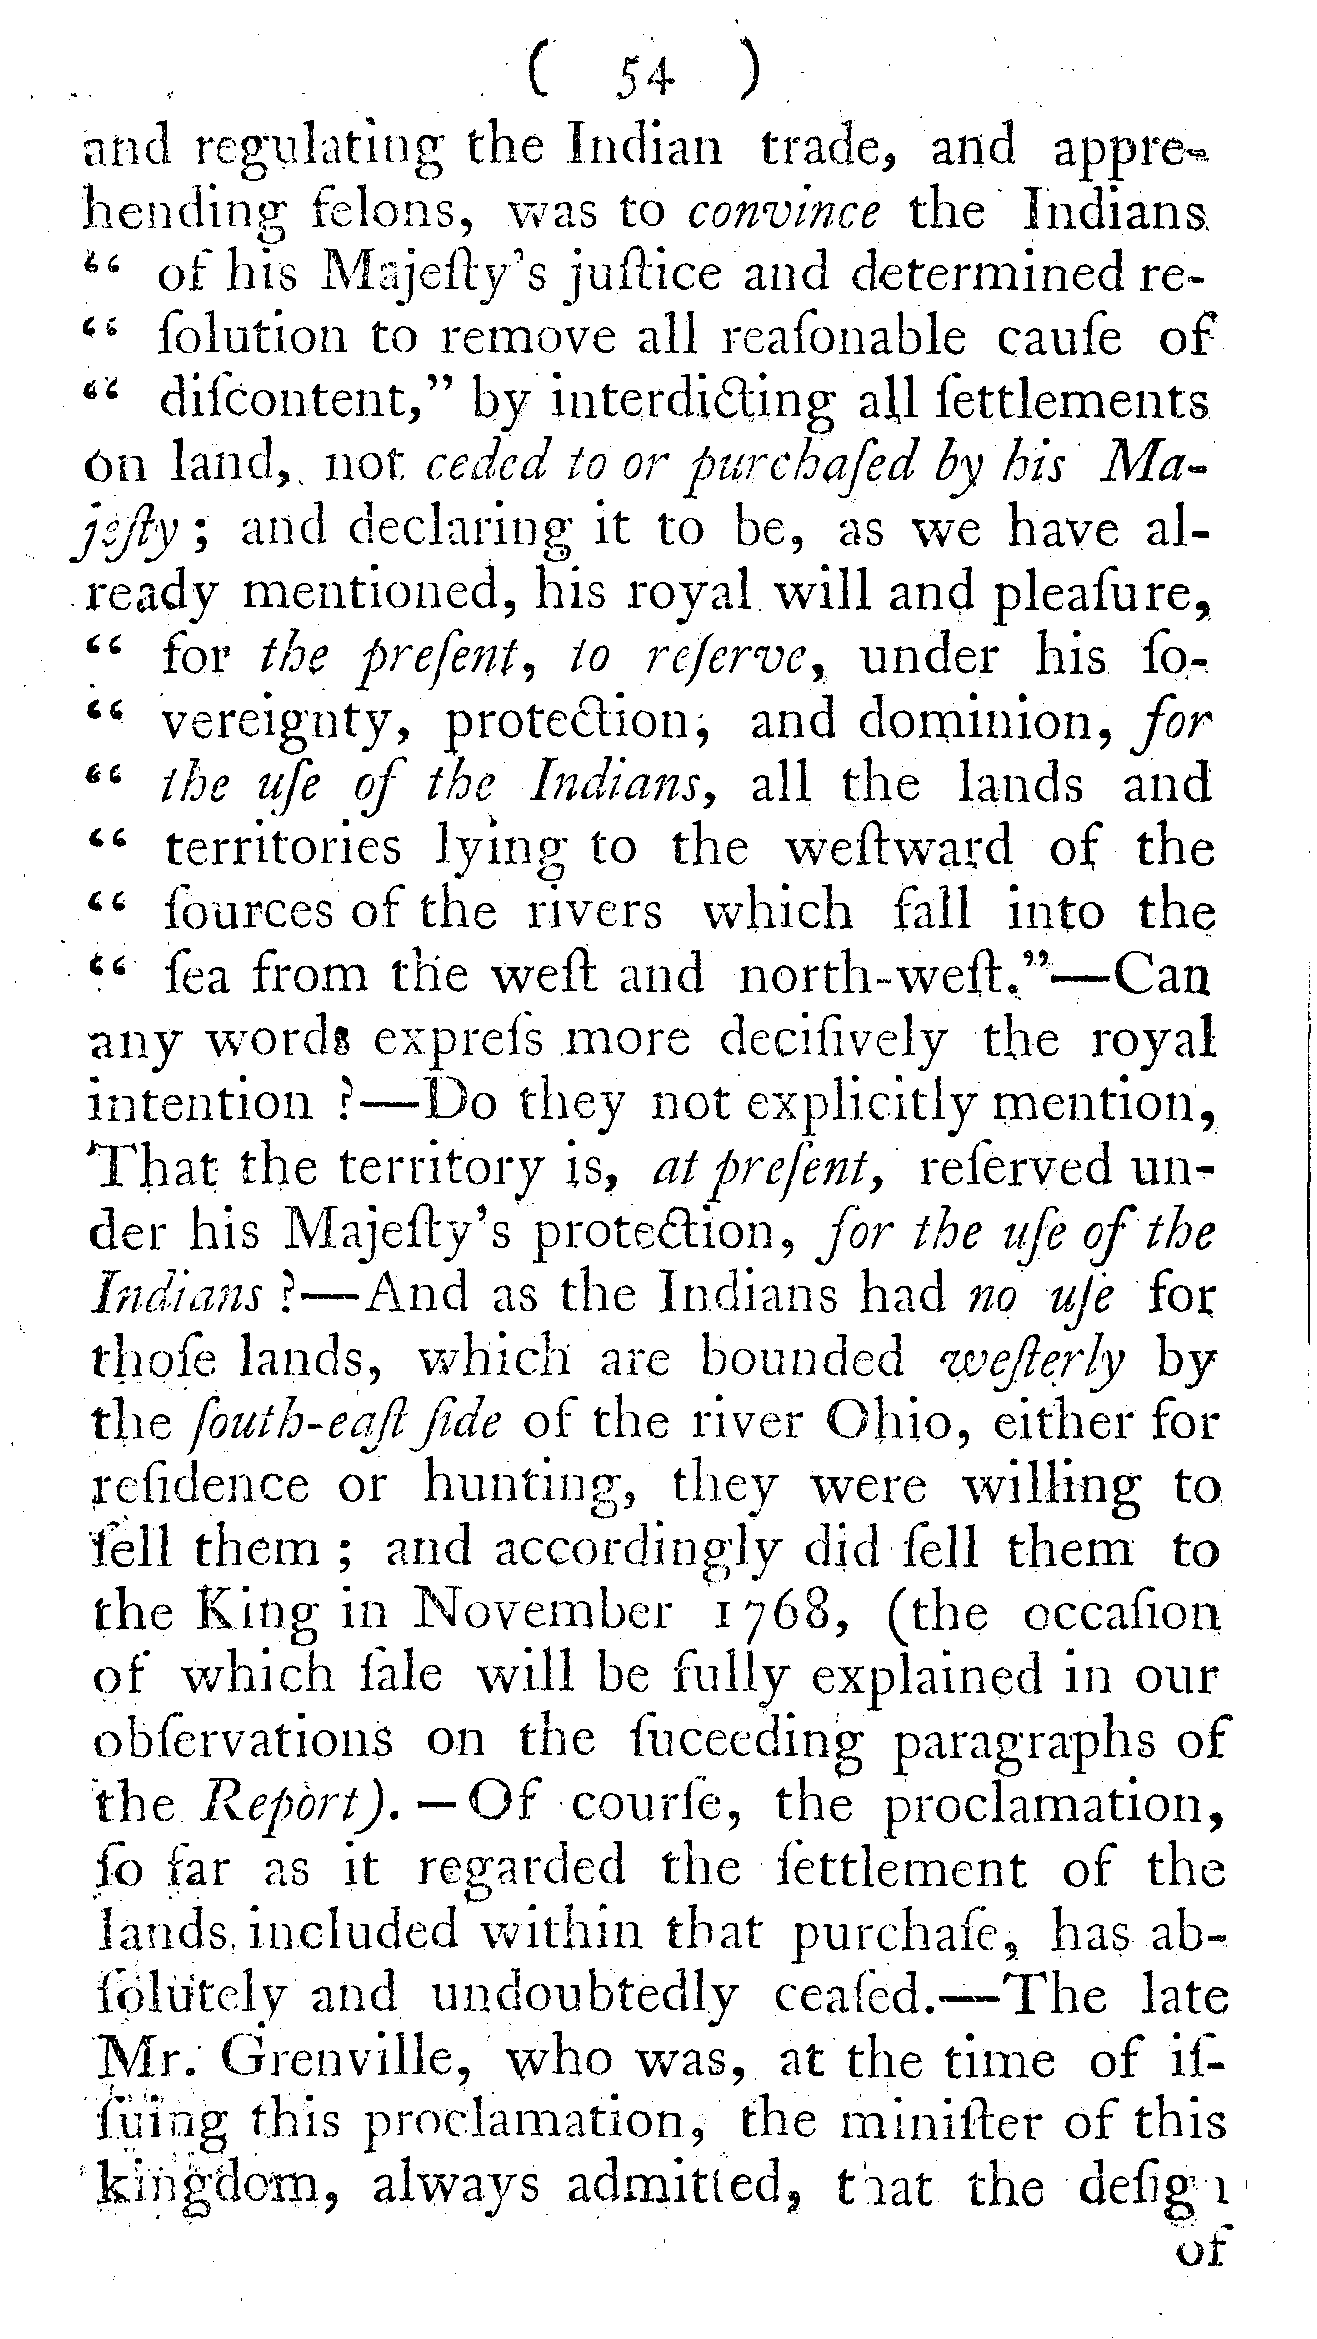 ( 54 )
and regulating the Indian trade, and appre-
hending felons, was to convince the Indians
“ of his Majeſty's juſtice and determined re-
“ ſolution to remove all reaſonable cauſe of
“ diſcontent,” by interdicting all ſettlements
on land, not ceded to or purchaſed by his Ma-
jeſty; and declaring it to be, as we have al-
ready mentioned, his royal will and pleaſure,
“ for the preſent, to reſerve, under his ſo-
“ vereignty, protection, and dominion, for
“ the uſe of the Indians, all the lands and
“ territories lying to the weſtward of the
“ ſources of the rivers which fall into the
“ ſea from the weſt and north-weſt.”—Can
any words expreſs more deciſively the royal
intention ?—Do they not explicitly mention,
That the territory is, at preſent, reſerved un-
der his Majeſty's protection, for the uſe of the
Indians ?—And as the Indians had no uſe for
thoſe lands, which are bounded weſterly by
the ſouth-eaſt ſide of the river Ohio, either for
reſidence or hunting, they were willing to
ſell them ; and accordingly did ſell them to
the King in November 1768, (the occaſion
of which ſale will be fully explained in our
obſervations on the ſuceeding paragraphs of
the Report). — Of courſe, the proclamation,
ſo far as it regarded the ſettlement of the
lands included within that purchaſe, has ab-
ſolutely and undoubtedly ceaſed.—The late
Mr. Grenville, who was, at the time of iſ-
ſuing this proclamation, the miniſter of this
kingdom, always admitted, that the deſign
of